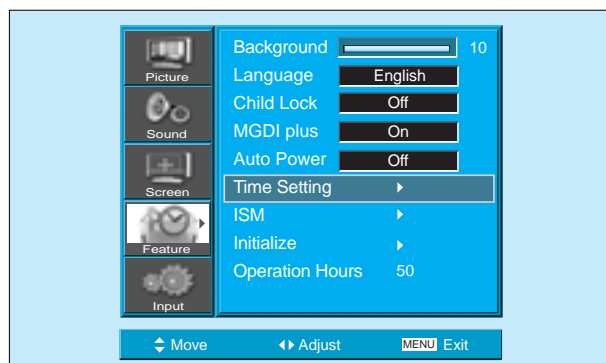 Picture
Sound
Screen
Feature
Input
Background 10
Language English
Child Lock Off
MGDI plus On
Auto Power Off
Time Setting
ISM
Initialize
Operation Hours 50
Move Adjust MENU Exit